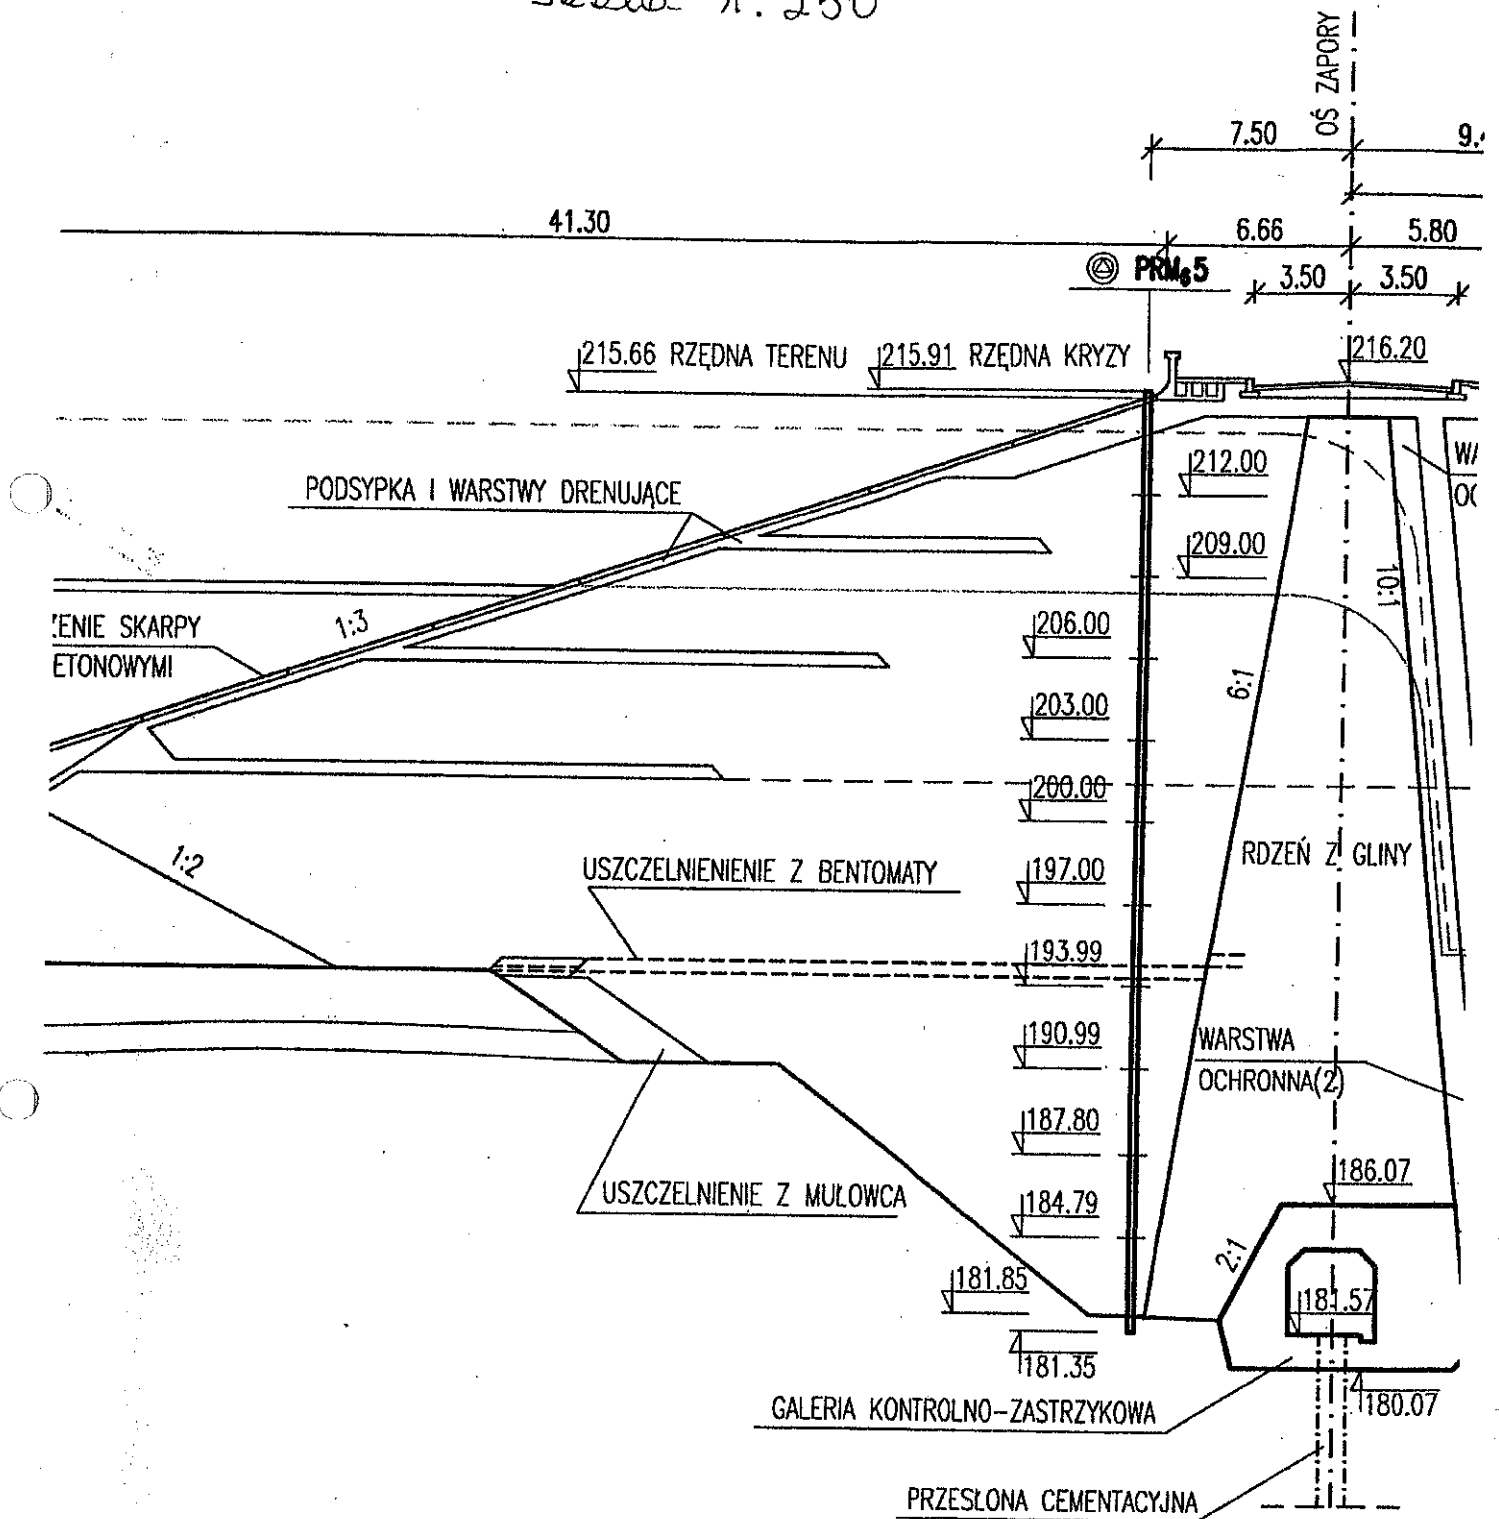 1:250
OŚ ZAPORY
7.50
9.
41.30
6.66
5.80
PRM65
3.50
3.50
215.66 RZĘDNA TERENU
215.91 RZĘDNA KRYZY
216.20
212.00
PODSYPKA I WARSTWY DRENUJĄCE
209.00
10:1
1:3
206.00
ENIE SKARPY
ETONOWYMI
6:1
203.00
200.00
1:2
RDZEŃ Z GLINY
USZCZELNIENIENIE Z BENTOMATY
197.00
193.99
190.99
WARSTWA
OCHRONNA(2)
187.80
186.07
USZCZELNIENIE Z MUŁOWCA
184.79
2:1
181.85
181.57
181.35
180.07
GALERIA KONTROLNO-ZASTRZYKOWA
PRZESŁONA CEMENTACYJNA